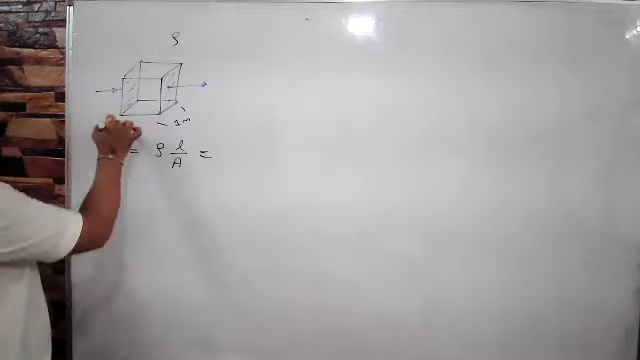 ρ
1m
= ρ l/A =